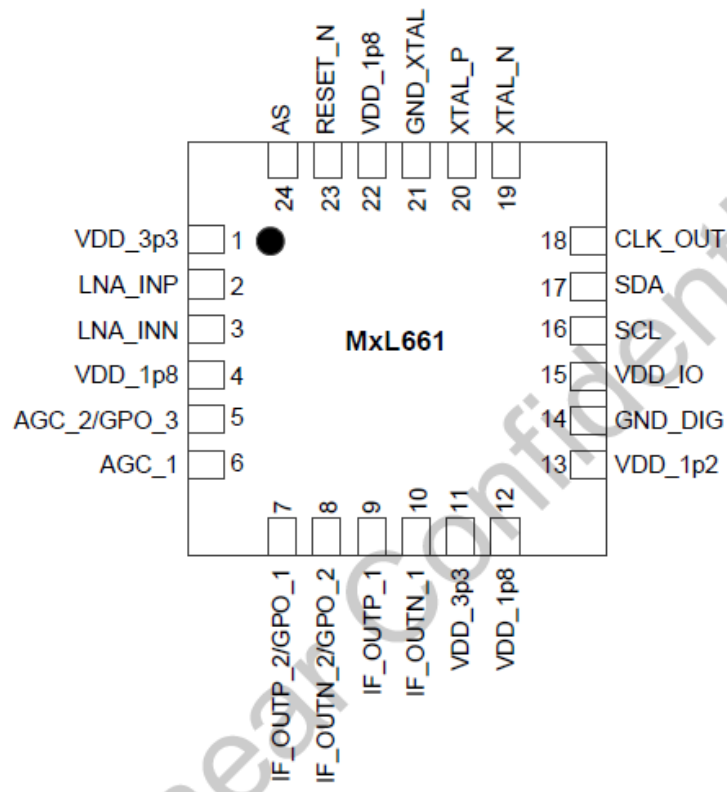 AS
RESET_N
VDD_1p8
GND_XTAL
XTAL_P
XTAL_N
24
23
22
21
20
19
VDD_3p3 1
LNA_INP 2
LNA_INN 3
VDD_1p8 4
AGC_2/GPO_3 5
AGC_1 6
MxL661
18 CLK_OUT
17 SDA
16 SCL
15 VDD_IO
14 GND_DIG
13 VDD_1p2
7
8
9
10
11
12
IF_OUTP_2/GPO_1
IF_OUTN_2/GPO_2
IF_OUTP_1
IF_OUTN_1
VDD_3p3
VDD_1p8
near Confident